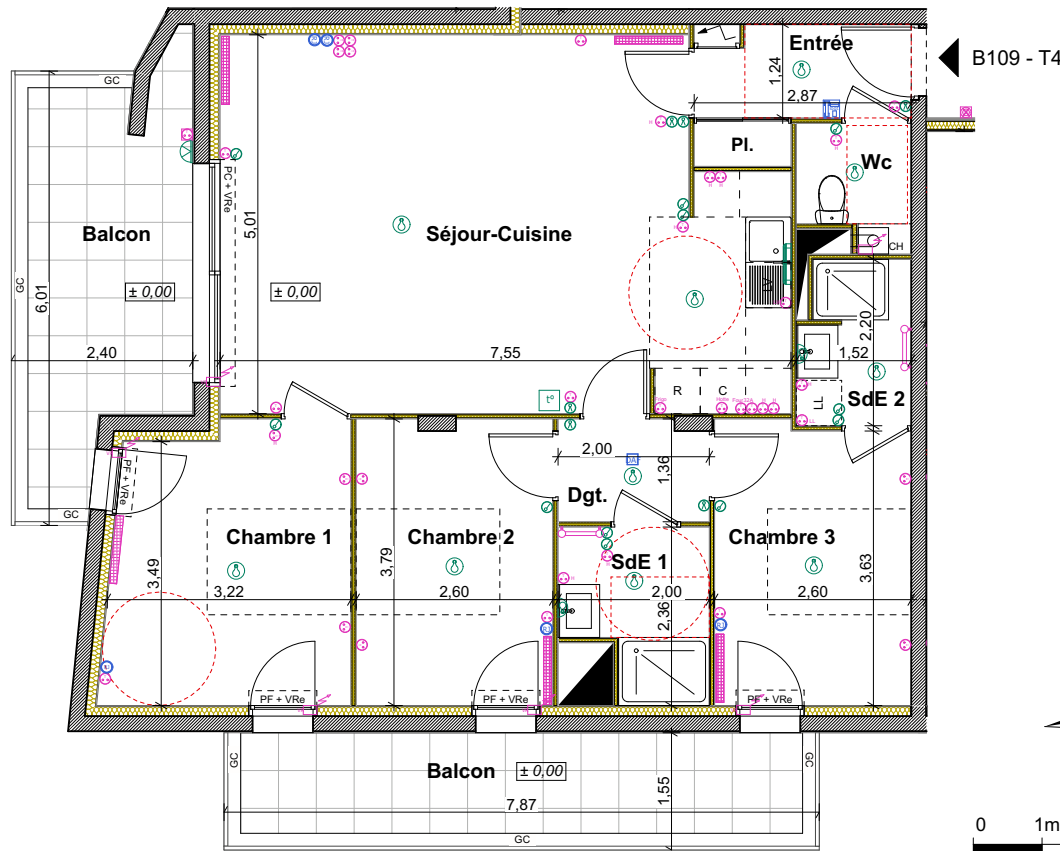 GC
Entrée
B109 - T4
1,24
2,87
Pl.
Wc
CH
PC + VRe
5,01
Balcon
Séjour-Cuisine
± 0,00
± 0,00
LV
GC
6,01
2,40
7,55
2,20
1,52
R
C
LL
SdE 2
t°
2,00
1,36
PF + VRe
Dgt.
Chambre 1
Chambre 2
SdE 1
Chambre 3
3,49
3,79
3,63
3,22
2,60
2,00
2,60
2,36
GC
PF + VRe
PF + VRe
PF + VRe
GC
GC
Balcon
± 0,00
1,55
7,87
GC
0
1m